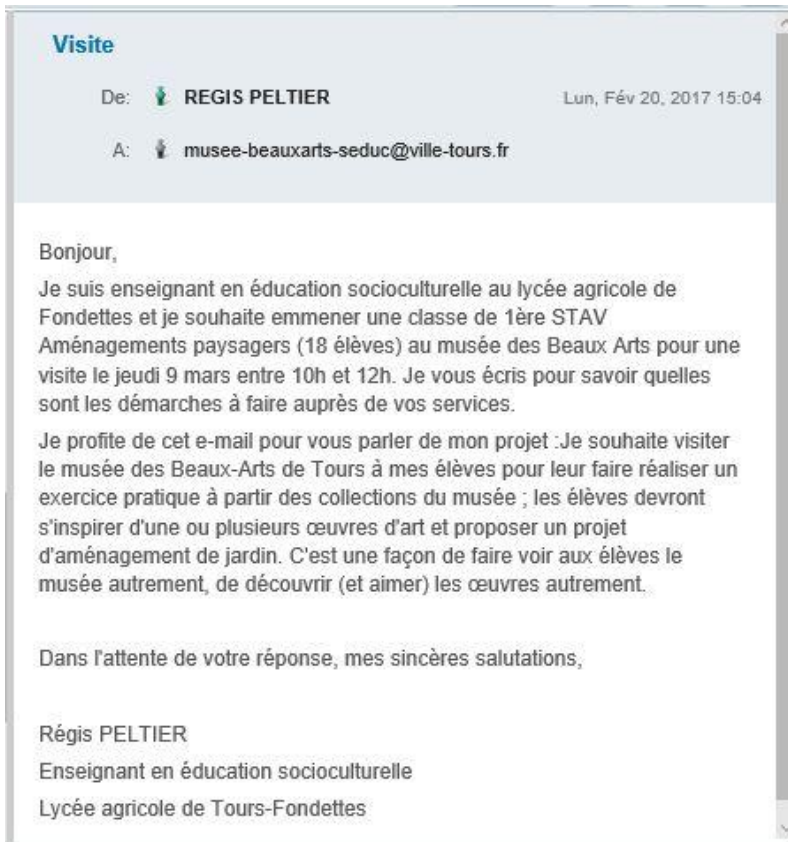 Visite
De: REGIS PELTIER Lun, Fév 20, 2017 15:04
A: musee-beauxarts-seduc@ville-tours.fr
Bonjour,
Je suis enseignant en éducation socioculturelle au lycée agricole de
Fondettes et je souhaite emmener une classe de 1ère STAV
Aménagements paysagers (18 élèves) au musée des Beaux Arts pour une
visite le jeudi 9 mars entre 10h et 12h. Je vous écris pour savoir quelles
sont les démarches à faire auprès de vos services.
Je profite de cet e-mail pour vous parler de mon projet :Je souhaite visiter
le musée des Beaux-Arts de Tours à mes élèves pour leur faire réaliser un
exercice pratique à partir des collections du musée ; les élèves devront
s'inspirer d'une ou plusieurs œuvres d'art et proposer un projet
d'aménagement de jardin. C'est une façon de faire voir aux élèves le
musée autrement, de découvrir (et aimer) les œuvres autrement.
Dans l'attente de votre réponse, mes sincères salutations,
Régis PELTIER
Enseignant en éducation socioculturelle
Lycée agricole de Tours-Fondettes